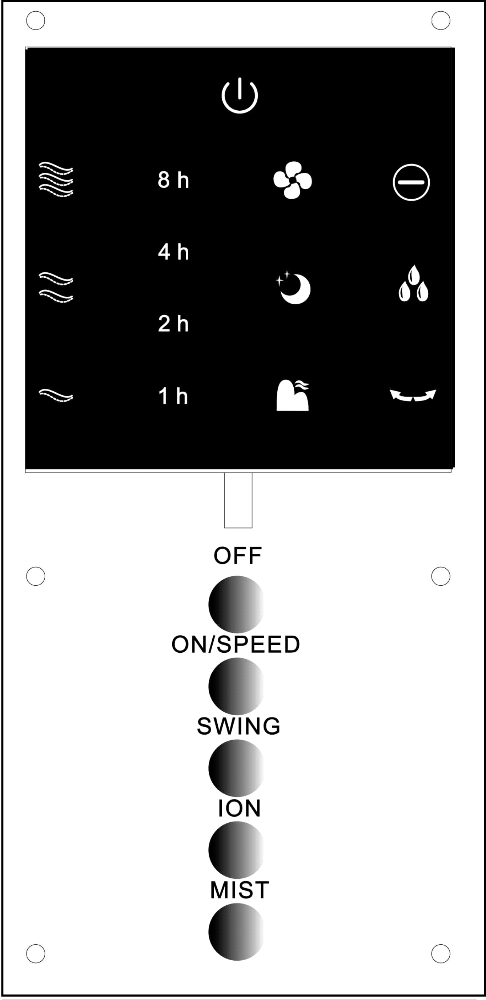 8 h
4 h
2 h
1 h
OFF
ON/SPEED
SWING
ION
MIST